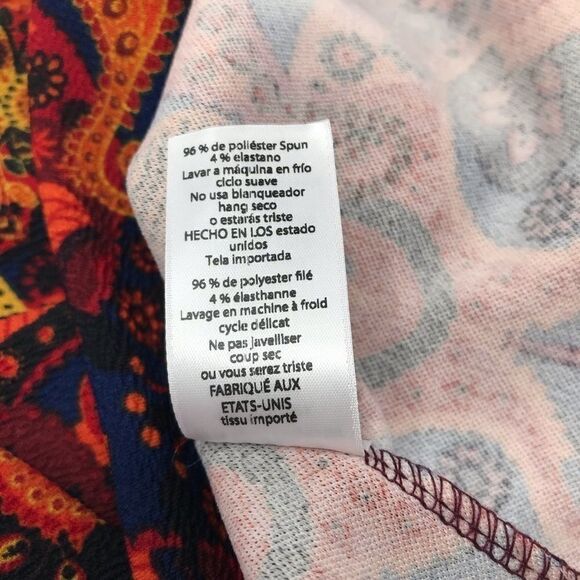 96 % de poliéster Spun
4 % elastano
Lavar a máquina en frío
ciclo suave
No usa blanqueador
hang seco
o estarás triste
HECHO EN LOS estado
unidos
Tela importada
96 % de polyester filé
4 % élasthanne
Lavage en machine à froid
cycle délicat
Ne pas javelliser
coup sec
ou vous serez triste
FABRIQUÉ AUX
ETATS-UNIS
tissu importé